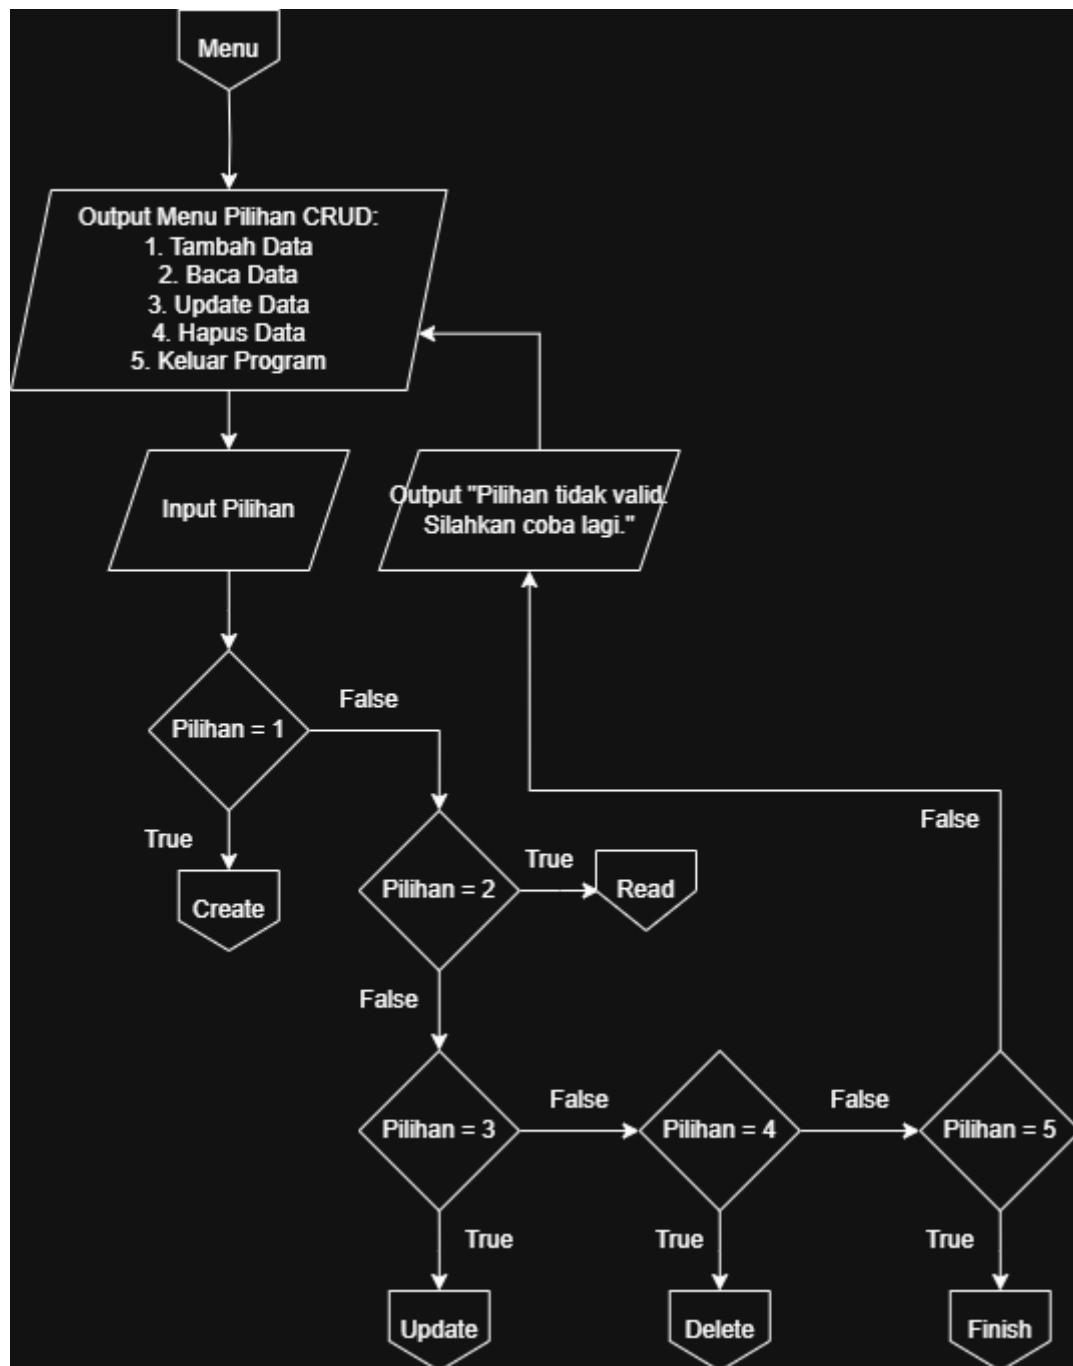 Menu
Output Menu Pilihan CRUD:
1. Tambah Data
2. Baca Data
3. Update Data
4. Hapus Data
5. Keluar Program
Input Pilihan
Output "Pilihan tidak valid.
Silahkan coba lagi."
Pilihan = 1
False
True
Create
Pilihan = 2
True
Read
False
False
Pilihan = 3
False
Pilihan = 4
False
Pilihan = 5
True
True
True
Update
Delete
Finish